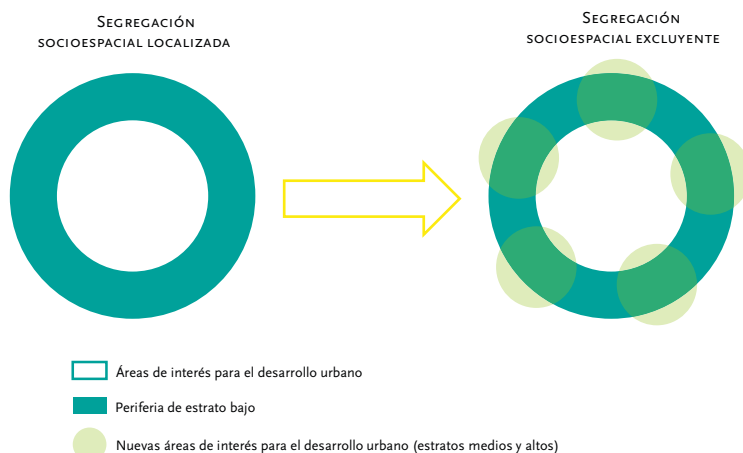 Segregación
socioespacial localizada
Segregación
socioespacial excluyente
Áreas de interés para el desarrollo urbano
Periferia de estrato bajo
Nuevas áreas de interés para el desarrollo urbano (estratos medios y altos)